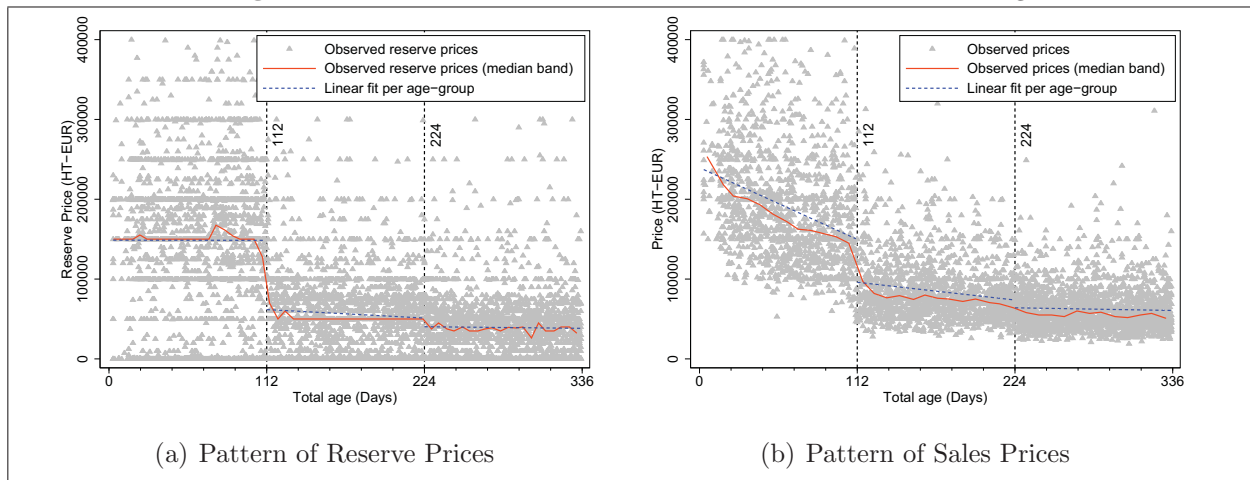 Observed reserve prices
Observed reserve prices (median band)
Linear fit per age-group
112
224
Reserve Price (HT-EUR)
0
100000
200000
300000
400000
0
112
224
336
Total age (Days)
(a) Pattern of Reserve Prices
Observed prices
Observed prices (median band)
Linear fit per age-group
112
224
Price (HT-EUR)
0
100000
200000
300000
400000
0
112
224
336
Total age (Days)
(b) Pattern of Sales Prices